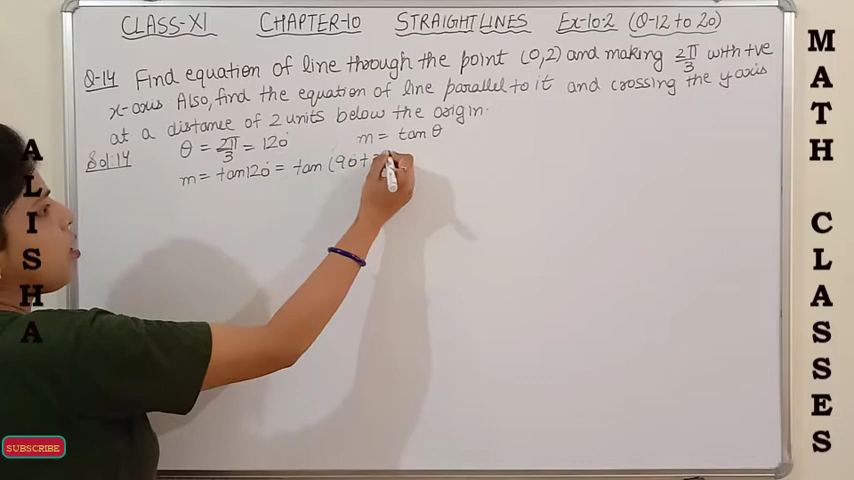 CLASS-XI CHAPTER-10 STRAIGHT LINES Ex-10.2 (Q-12 to 20)
Q-14 Find equation of line through the point (0,2) and making 2π/3 with +ve
x-axis Also, find the equation of line parallel to it and crossing the y axis
at a distance of 2 units below the origin.
Sol:14 θ = 2π/3 = 120° m = tan θ
m = tan120° = tan (90+
ALISHA
MATH CLASSES
SUBSCRIBE